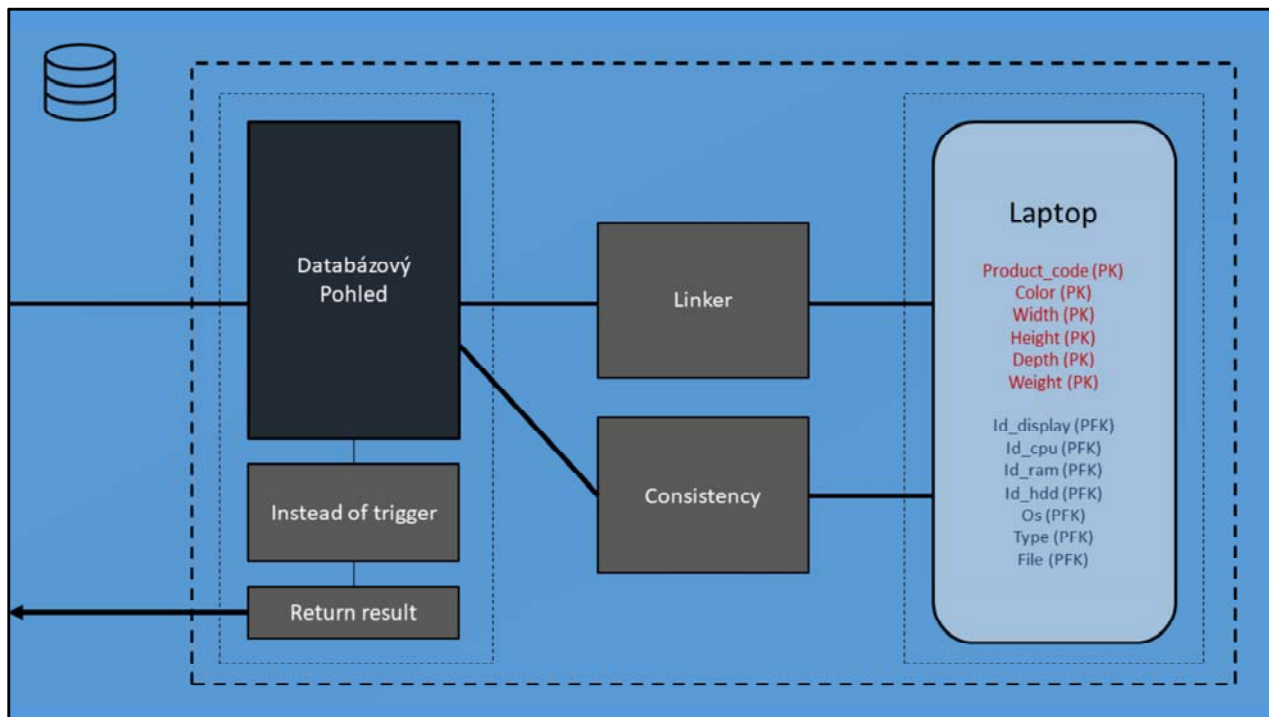 Databázový
Pohled
Instead of trigger
Return result
Linker
Consistency
Laptop
Product_code (PK)
Color (PK)
Width (PK)
Height (PK)
Depth (PK)
Weight (PK)
Id_display (PFK)
Id_cpu (PFK)
Id_ram (PFK)
Id_hdd (PFK)
Os (PFK)
Type (PFK)
File (PFK)